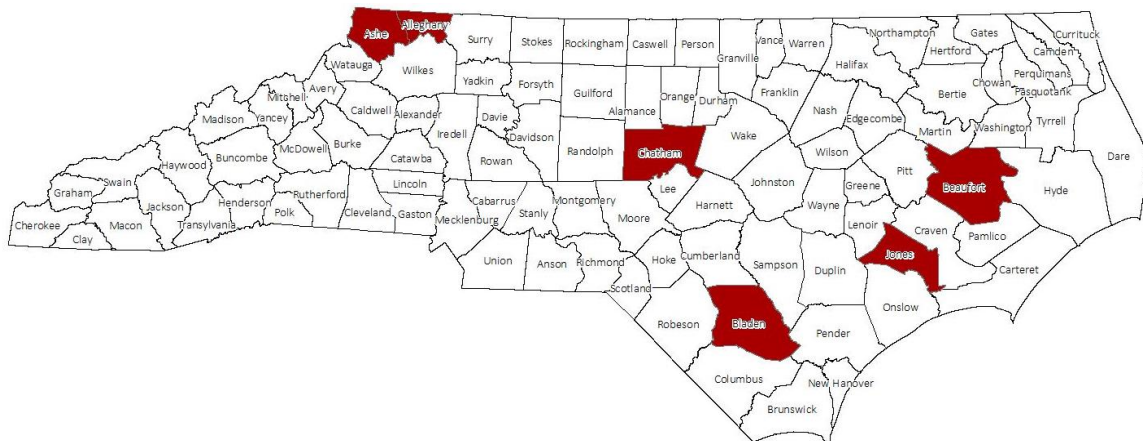 Ashe
Alleghany
Surry
Stokes
Rockingham
Caswell
Person
Granville
Vance
Warren
Northampton
Gates
Currituck
Camden
Hertford
Halifax
Perquimans
Chowan
Pasquotank
Bertie
Watauga
Wilkes
Yadkin
Forsyth
Guilford
Alamance
Orange
Durham
Franklin
Nash
Edgecombe
Martin
Washington
Tyrrell
Dare
Avery
Mitchell
Yancey
Madison
Caldwell
Alexander
Iredell
Davie
Davidson
Randolph
Chatham
Wake
Wilson
Pitt
Beaufort
Hyde
Haywood
Buncombe
McDowell
Burke
Catawba
Rowan
Lincoln
Lee
Johnston
Greene
Wayne
Harnett
Lenoir
Craven
Pamlico
Graham
Swain
Jackson
Henderson
Rutherford
Polk
Cleveland
Gaston
Mecklenburg
Cabarrus
Stanly
Montgomery
Moore
Cherokee
Clay
Macon
Transylvania
Union
Anson
Richmond
Scotland
Hoke
Cumberland
Sampson
Duplin
Jones
Carteret
Onslow
Robeson
Bladen
Pender
Columbus
New Hanover
Brunswick